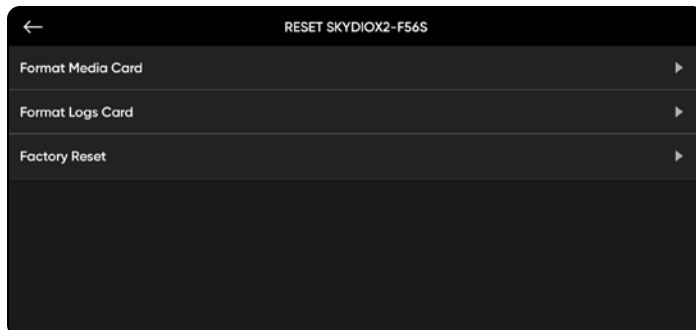 RESET SKYDIOX2-F56S
Format Media Card
Format Logs Card
Factory Reset